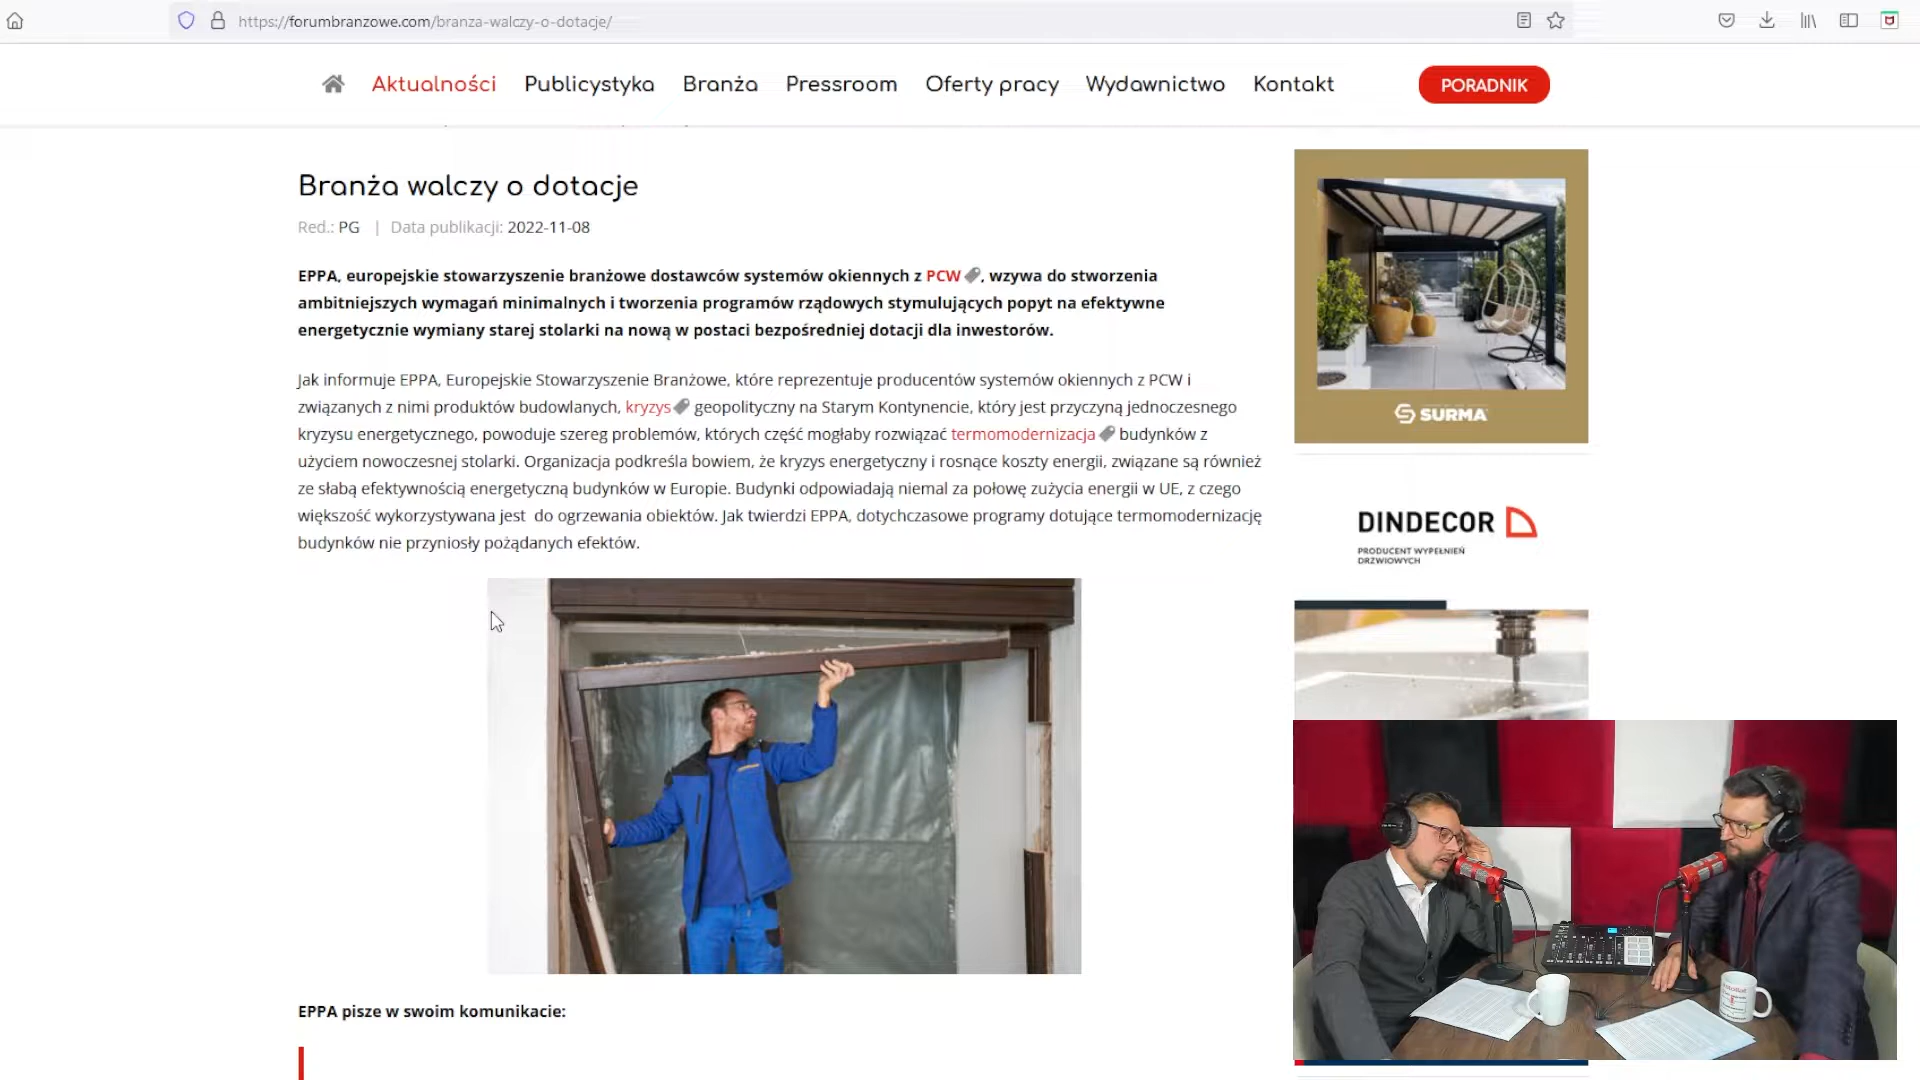 https://forumbranzowe.com/branza-walczy-o-dotacje/
Aktualności Publicystyka Branża Pressroom Oferty pracy Wydawnictwo Kontakt PORADNIK
Branża walczy o dotacje
Red.: PG | Data publikacji: 2022-11-08
EPPA, europejskie stowarzyszenie branżowe dostawców systemów okiennych z PCW, wzywa do stworzenia
ambitniejszych wymagań minimalnych i tworzenia programów rządowych stymulujących popyt na efektywne
energetycznie wymiany starej stolarki na nową w postaci bezpośredniej dotacji dla inwestorów.
Jak informuje EPPA, Europejskie Stowarzyszenie Branżowe, które reprezentuje producentów systemów okiennych z PCW i
związanych z nimi produktów budowlanych, kryzys geopolityczny na Starym Kontynencie, który jest przyczyną jednoczesnego
kryzysu energetycznego, powoduje szereg problemów, których część mogłaby rozwiązać termomodernizacja budynków z
użyciem nowoczesnej stolarki. Organizacja podkreśla bowiem, że kryzys energetyczny i rosnące koszty energii, związane są również
ze słabą efektywnością energetyczną budynków w Europie. Budynki odpowiadają niemal za połowę zużycia energii w UE, z czego
większość wykorzystywana jest do ogrzewania obiektów. Jak twierdzi EPPA, dotychczasowe programy dotujące termomodernizację
budynków nie przyniosły pożądanych efektów.
EPPA pisze w swoim komunikacie:
SURMA
DINDECOR
PRODUCENT WYPEŁNIEŃ
DRZWIOWYCH